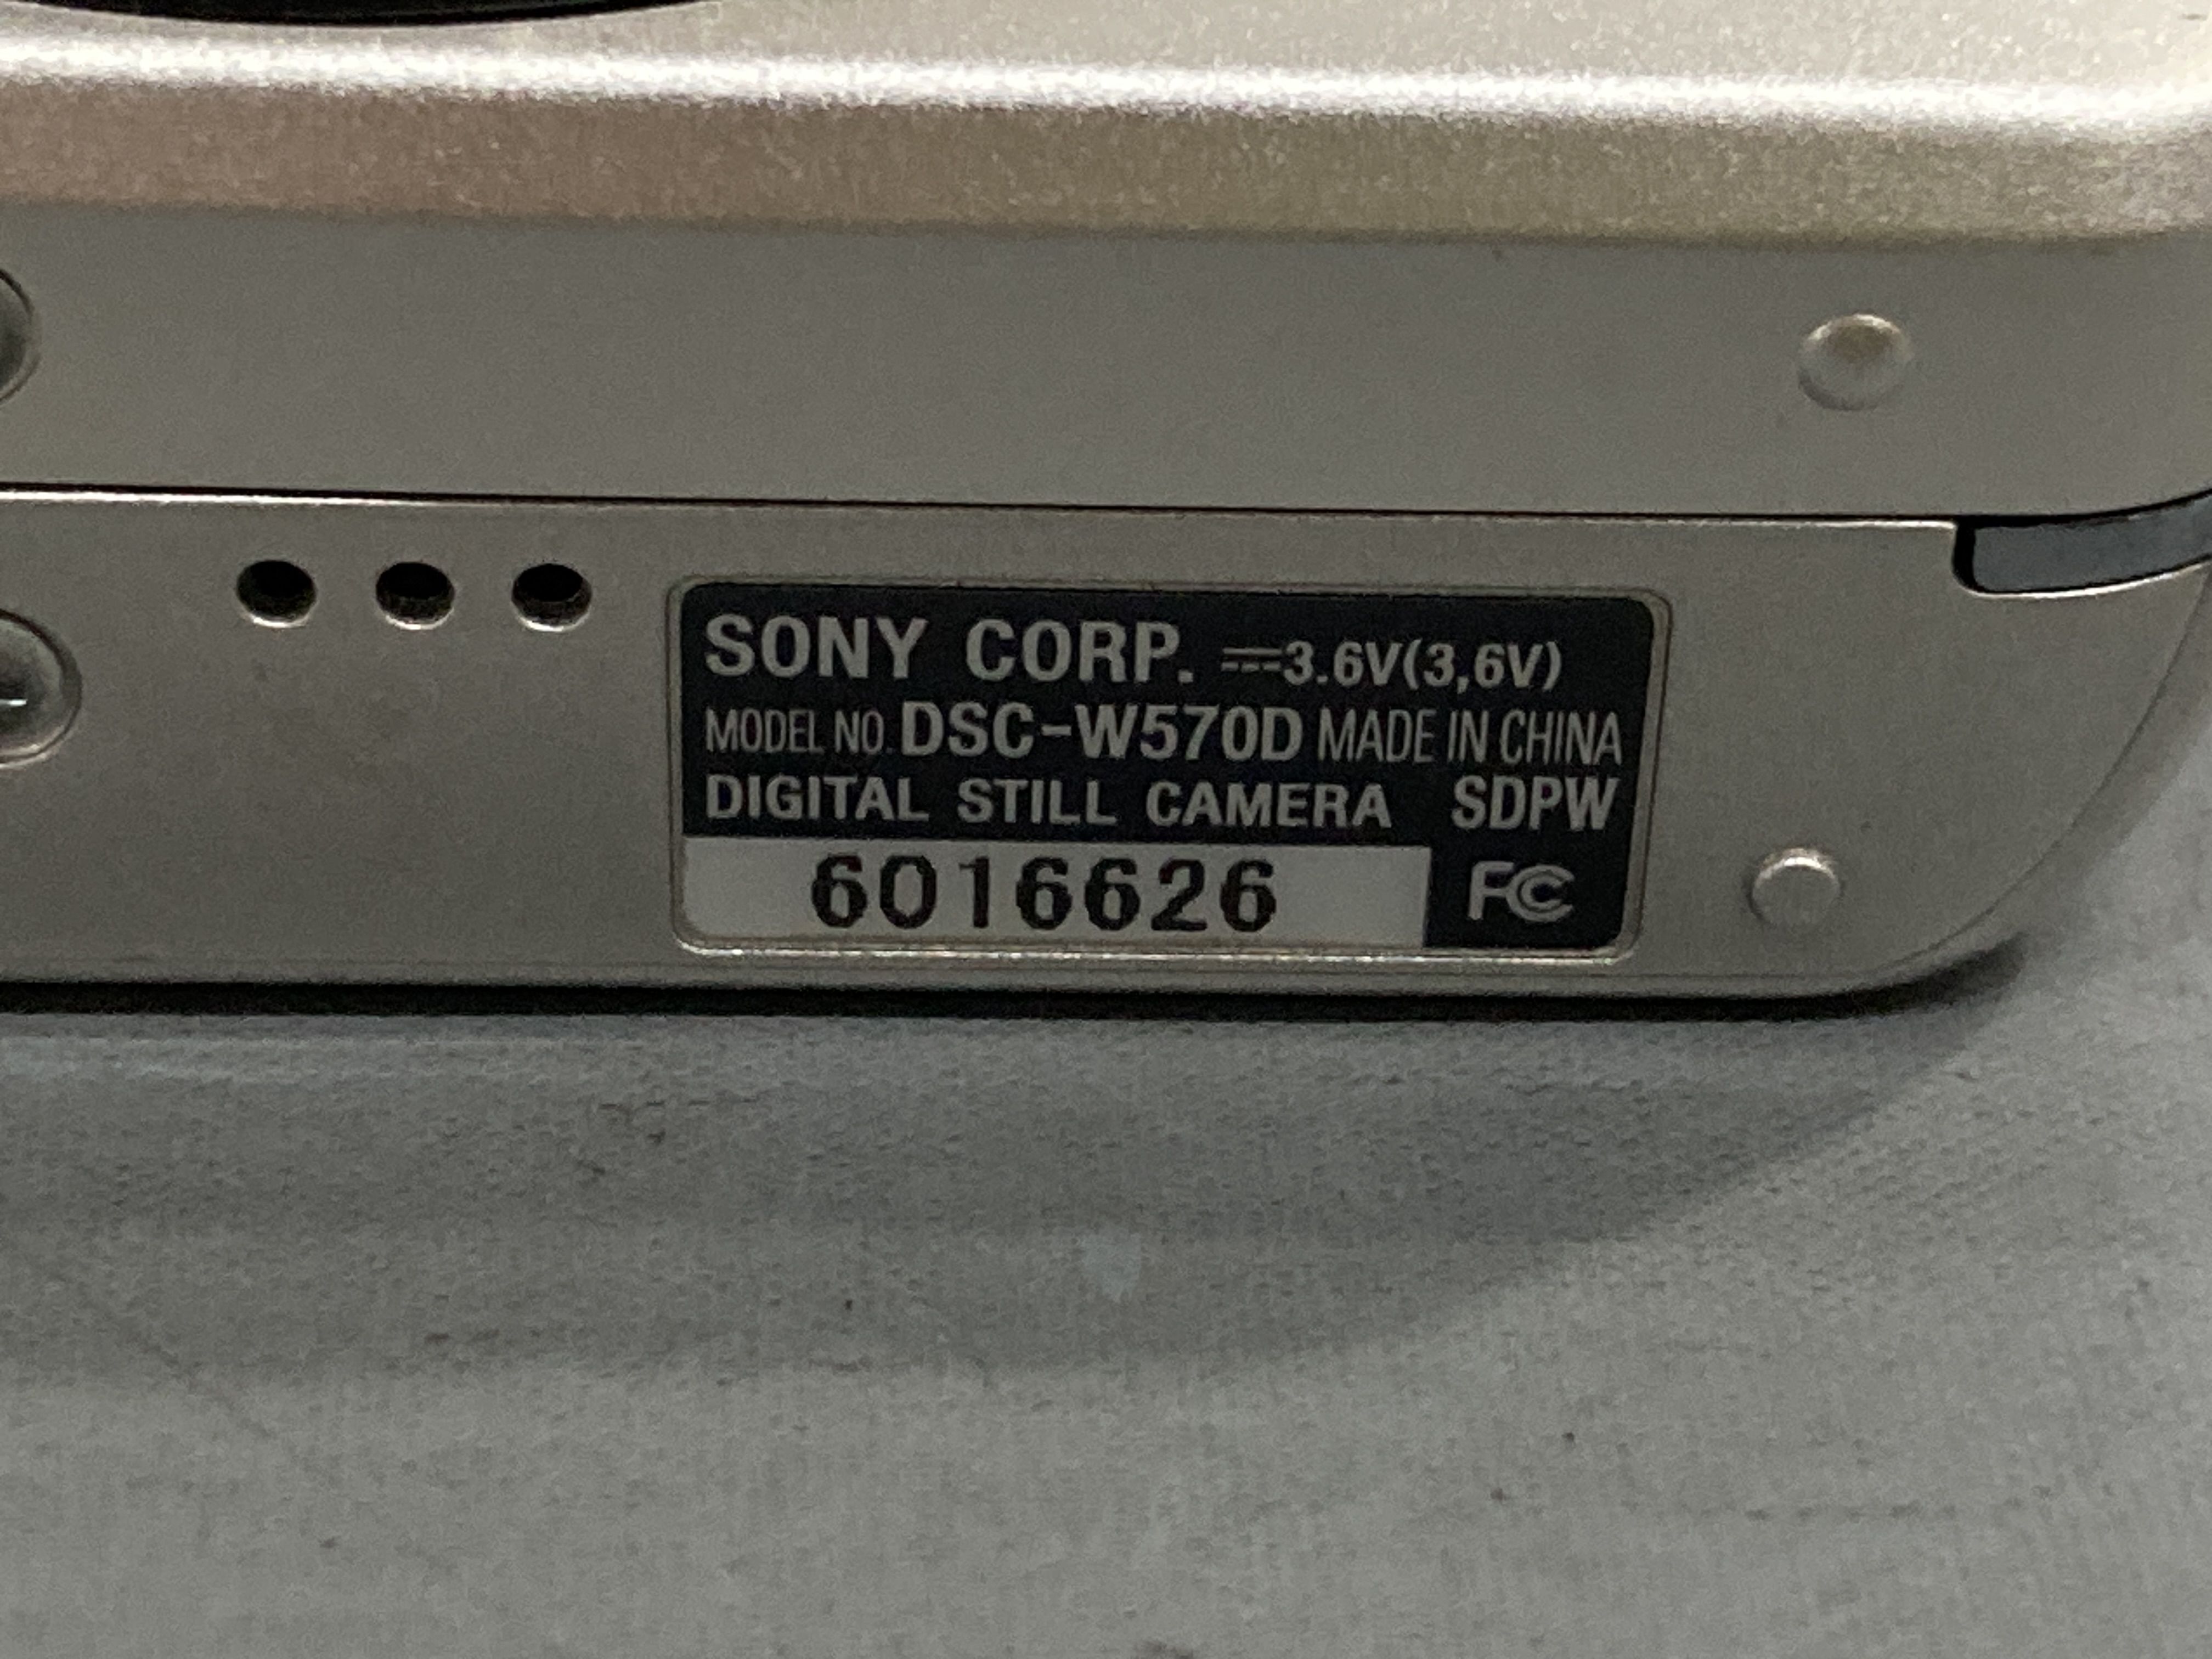 SONY CORP. ⎓3.6V(3,6V)
MODEL NO. DSC-W570D MADE IN CHINA
DIGITAL STILL CAMERA SDPW
6016626 FC